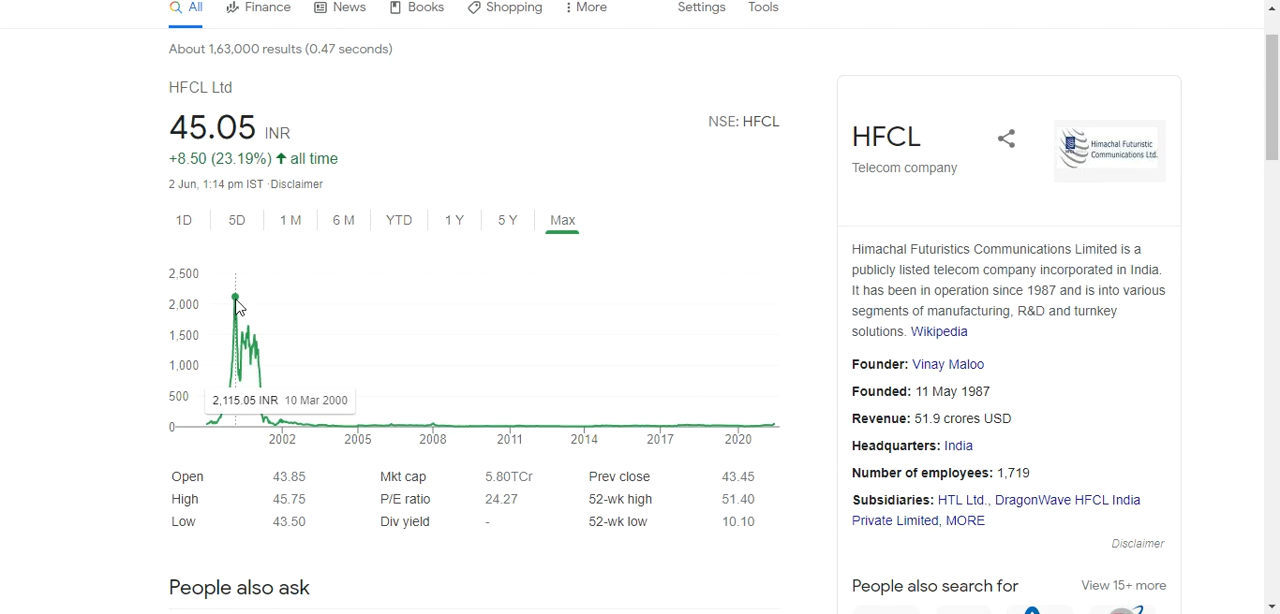 All Finance News Books Shopping More Settings Tools
About 1,63,000 results (0.47 seconds)
HFCL Ltd
45.05 INR
NSE: HFCL
+8.50 (23.19%) ↑ all time
2 Jun, 1:14 pm IST ·Disclaimer
1D 5D 1 M 6 M YTD 1 Y 5 Y Max
2,500
2,000
1,500
1,000
500
0
2,115.05 INR 10 Mar 2000
2002 2005 2008 2011 2014 2017 2020
Open 43.85 Mkt cap 5.80TCr Prev close 43.45
High 45.75 P/E ratio 24.27 52-wk high 51.40
Low 43.50 Div yield - 52-wk low 10.10
People also ask
HFCL
Telecom company
Himachal Futuristic
Communications Ltd.
Himachal Futuristics Communications Limited is a
publicly listed telecom company incorporated in India.
It has been in operation since 1987 and is into various
segments of manufacturing, R&D and turnkey
solutions. Wikipedia
Founder: Vinay Maloo
Founded: 11 May 1987
Revenue: 51.9 crores USD
Headquarters: India
Number of employees: 1,719
Subsidiaries: HTL Ltd., DragonWave HFCL India
Private Limited, MORE
Disclaimer
People also search for View 15+ more